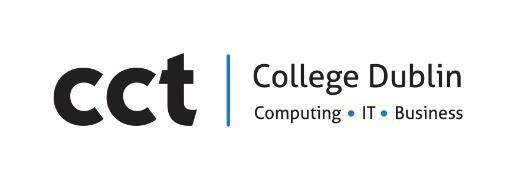 cct
College Dublin
Computing • IT • Business